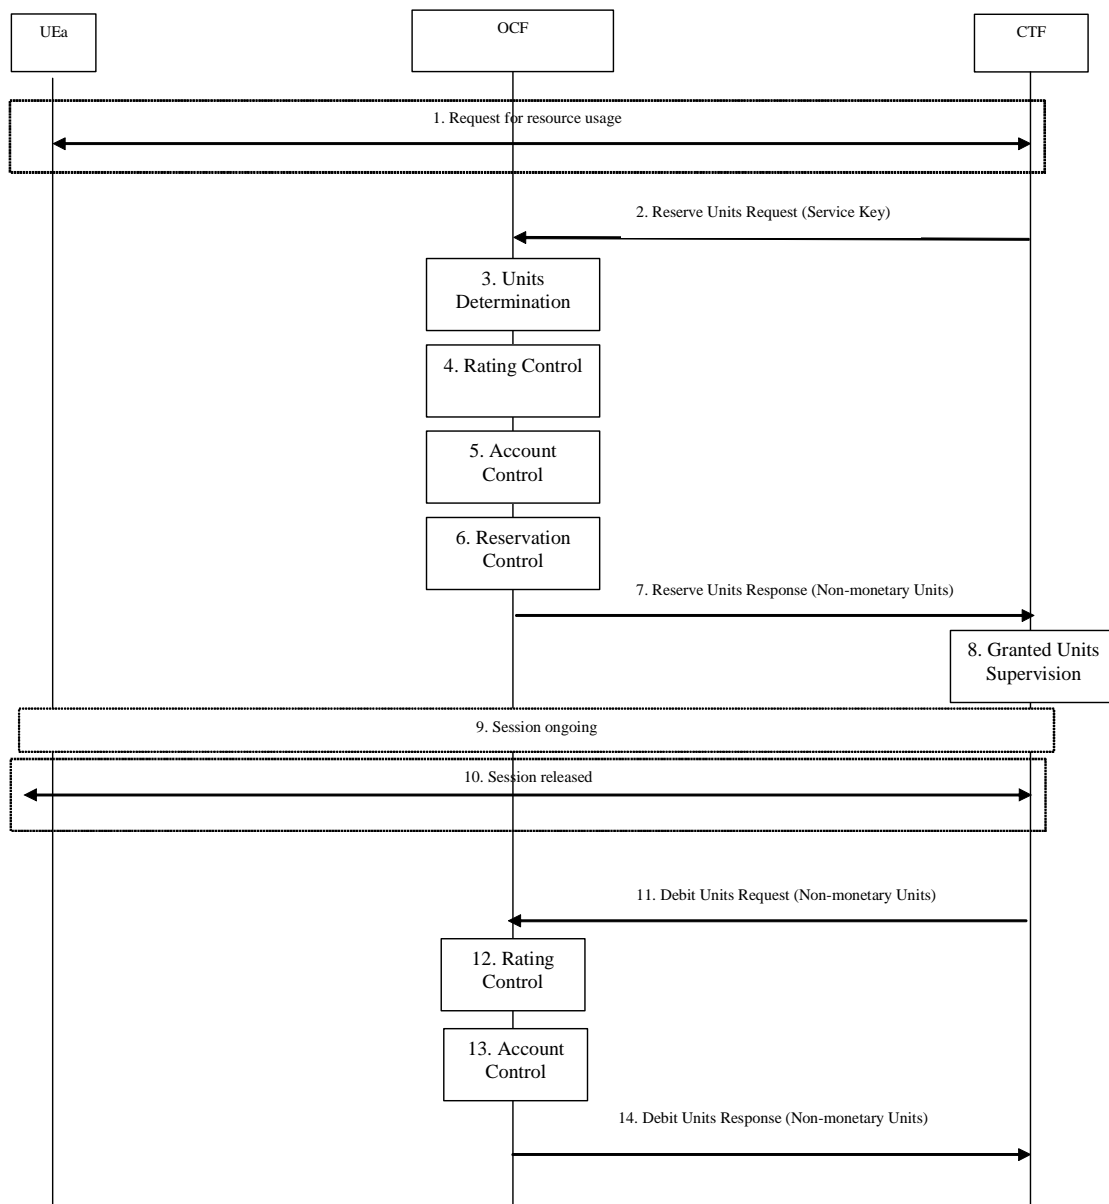 UEa
OCF
CTF
1. Request for resource usage
2. Reserve Units Request (Service Key)
3. Units
Determination
4. Rating Control
5. Account
Control
6. Reservation
Control
7. Reserve Units Response (Non-monetary Units)
8. Granted Units
Supervision
9. Session ongoing
10. Session released
11. Debit Units Request (Non-monetary Units)
12. Rating
Control
13. Account
Control
14. Debit Units Response (Non-monetary Units)